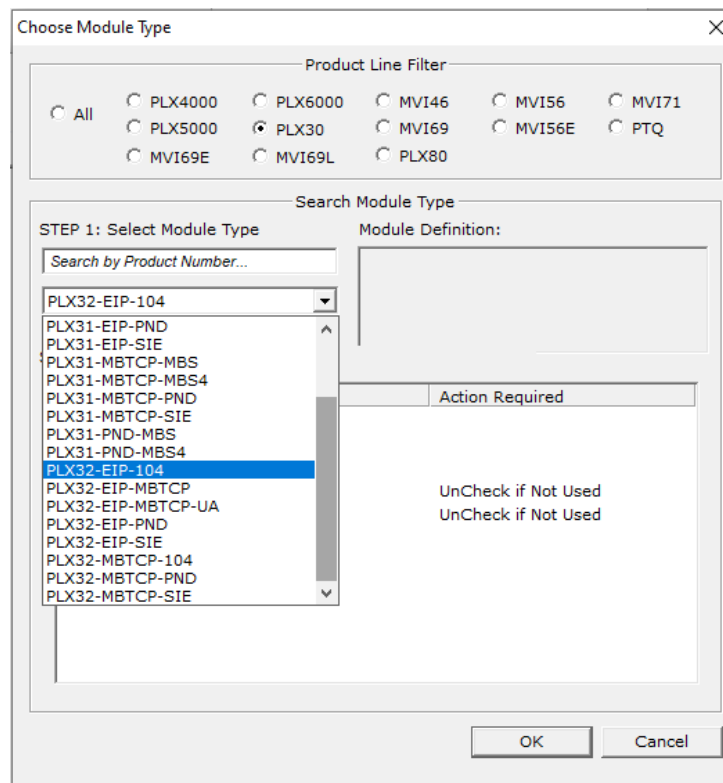 Choose Module Type
Product Line Filter
All
PLX4000 PLX6000 MVI46 MVI56 MVI71
PLX5000 PLX30 MVI69 MVI56E PTQ
MVI69E MVI69L PLX80
Search Module Type
STEP 1: Select Module Type Module Definition:
Search by Product Number...
PLX32-EIP-104
PLX31-EIP-PND
PLX31-EIP-SIE
PLX31-MBTCP-MBS
PLX31-MBTCP-MBS4
PLX31-MBTCP-PND
PLX31-MBTCP-SIE
PLX31-PND-MBS
PLX31-PND-MBS4
PLX32-EIP-104
PLX32-EIP-MBTCP
PLX32-EIP-MBTCP-UA
PLX32-EIP-PND
PLX32-EIP-SIE
PLX32-MBTCP-104
PLX32-MBTCP-PND
PLX32-MBTCP-SIE
Action Required
UnCheck if Not Used
UnCheck if Not Used
OK Cancel